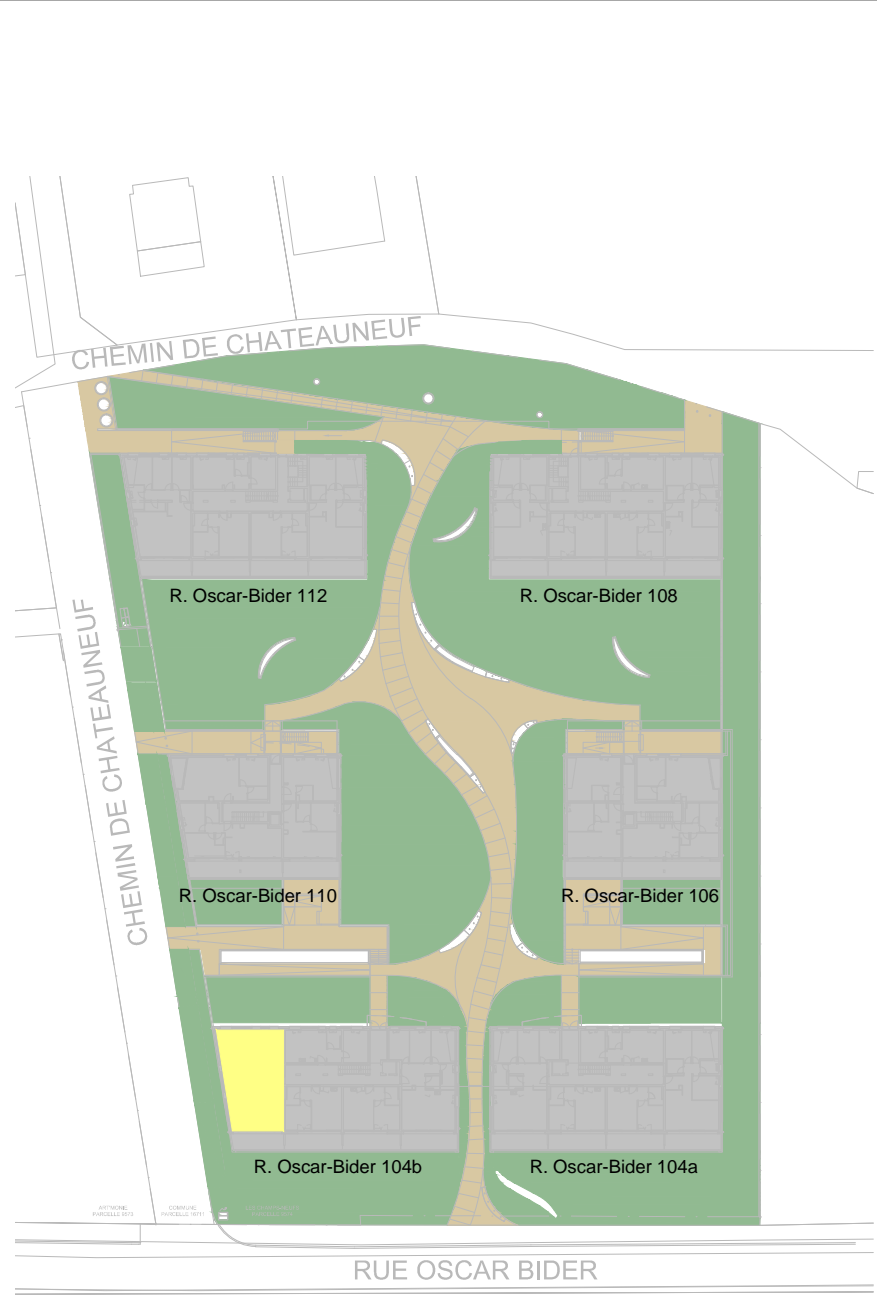 CHEMIN DE CHATEAUNEUF
R. Oscar-Bider 112
R. Oscar-Bider 108
CHEMIN DE CHATEAUNEUF
R. Oscar-Bider 110
R. Oscar-Bider 106
R. Oscar-Bider 104b
R. Oscar-Bider 104a
COMMUNE
RUE OSCAR BIDER